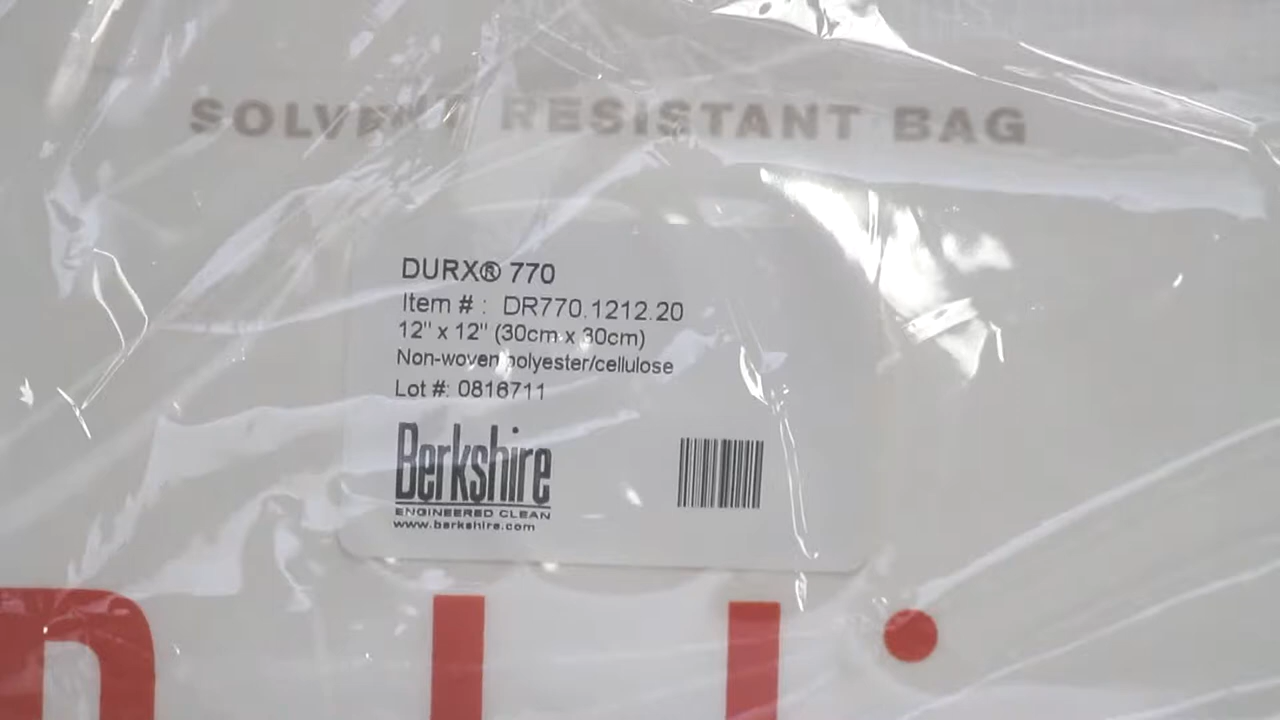 SOLVENT RESISTANT BAG
DURX® 770
Item # : DR770.1212.20
12" x 12" (30cm x 30cm)
Non-woven polyester/cellulose
Lot #: 0816711
Berkshire
ENGINEERED CLEAN
www.berkshire.com